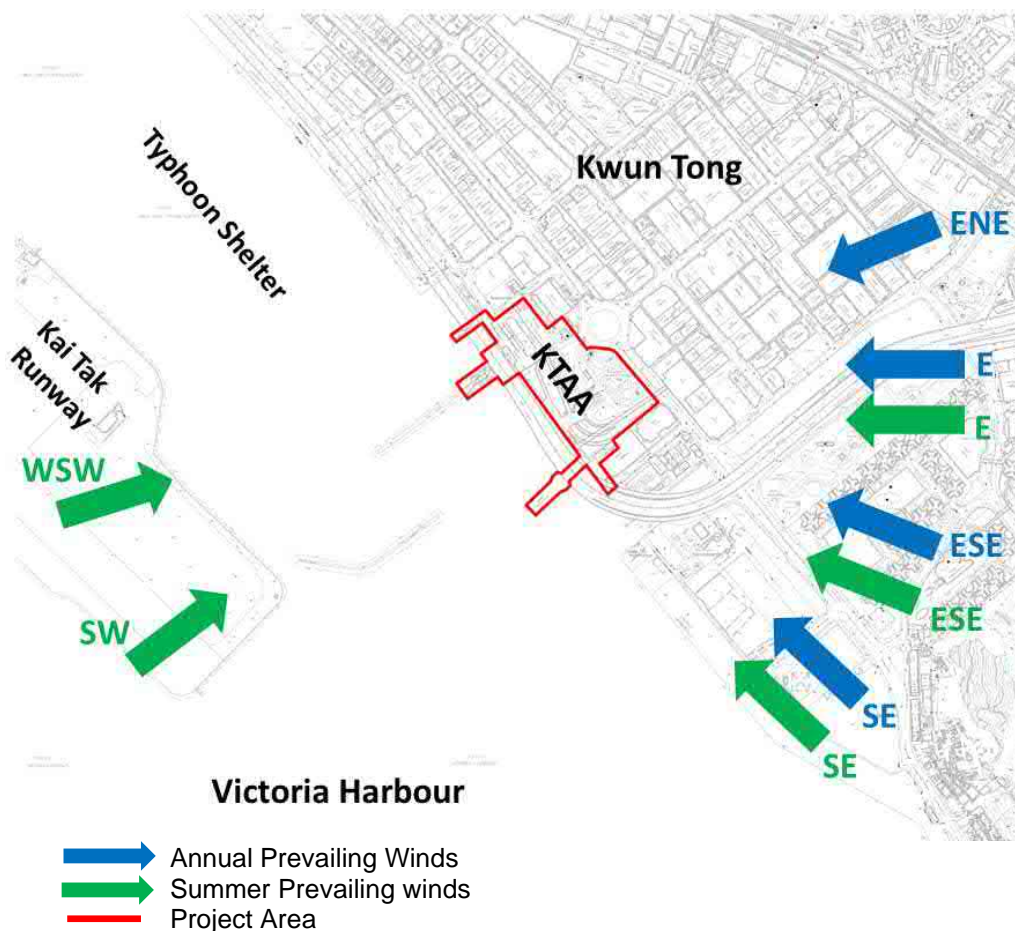 Typhoon Shelter
Kwun Tong
ENE
Kai Tak
Runway
KTAA
E
E
WSW
ESE
ESE
SW
SE
SE
Victoria Harbour
Annual Prevailing Winds
Summer Prevailing winds
Project Area